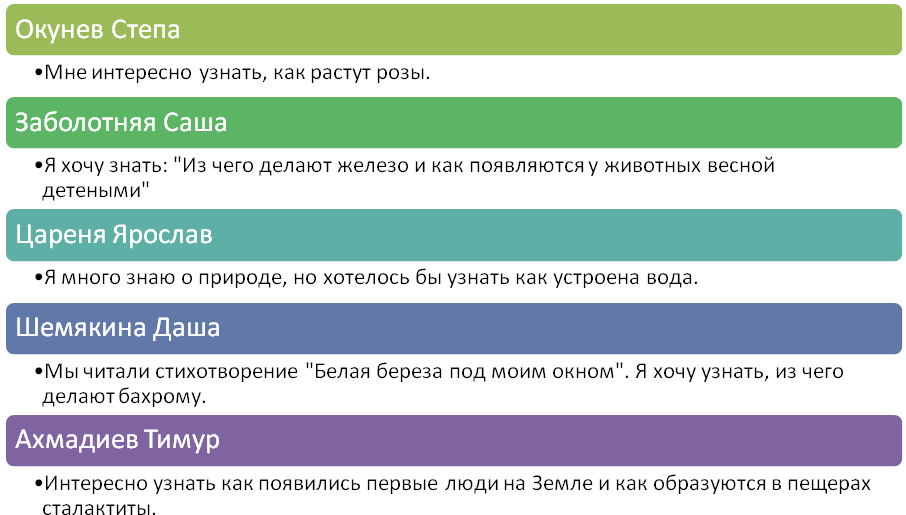 Окунев Степа
•Мне интересно узнать, как растут розы.
Заболотняя Саша
•Я хочу знать: "Из чего делают железо и как появляются у животных весной
детеными"
Цареня Ярослав
•Я много знаю о природе, но хотелось бы узнать как устроена вода.
Шемякина Даша
•Мы читали стихотворение "Белая береза под моим окном". Я хочу узнать, из чего
делают бахрому.
Ахмадиев Тимур
•Интересно узнать как появились первые люди на Земле и как образуются в пещерах
сталактиты.